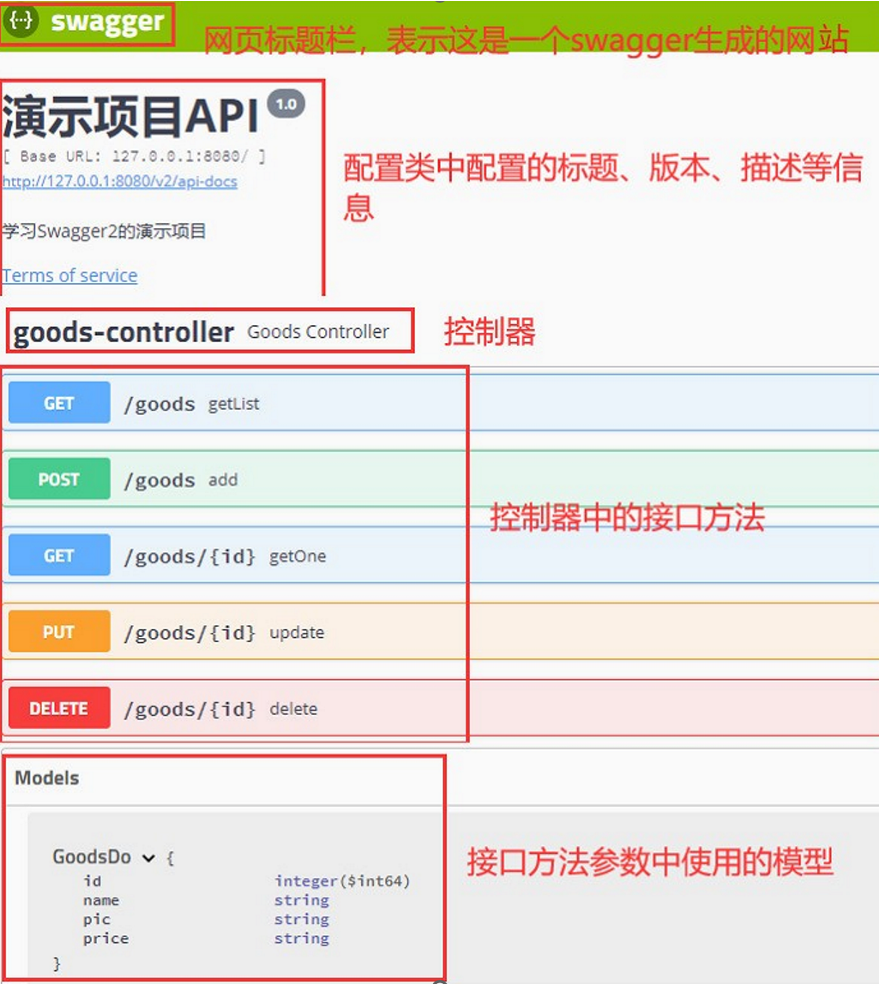 {··} swagger
网页标题栏，表示这是一个swagger生成的网站
演示项目API 1.0
[ Base URL: 127.0.0.1:8080/ ]
http://127.0.0.1:8080/v2/api-docs
配置类中配置的标题、版本、描述等信
息
学习Swagger2的演示项目
Terms of service
goods-controller Goods Controller
控制器
GET /goods getList
POST /goods add
控制器中的接口方法
GET /goods/{id} getOne
PUT /goods/{id} update
DELETE /goods/{id} delete
Models
GoodsDo {
id integer($int64)
name string
pic string
price string
}
接口方法参数中使用的模型